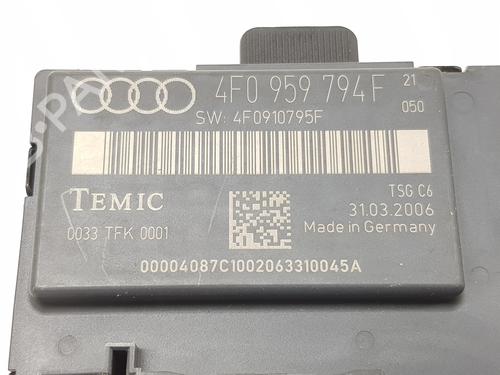 4F0 959 794 F 21
050
SW: 4F0910795F
TEMIC
TSG C6
31.03.2006
0033 TFK 0001
Made in Germany
00004087C1002063310045A